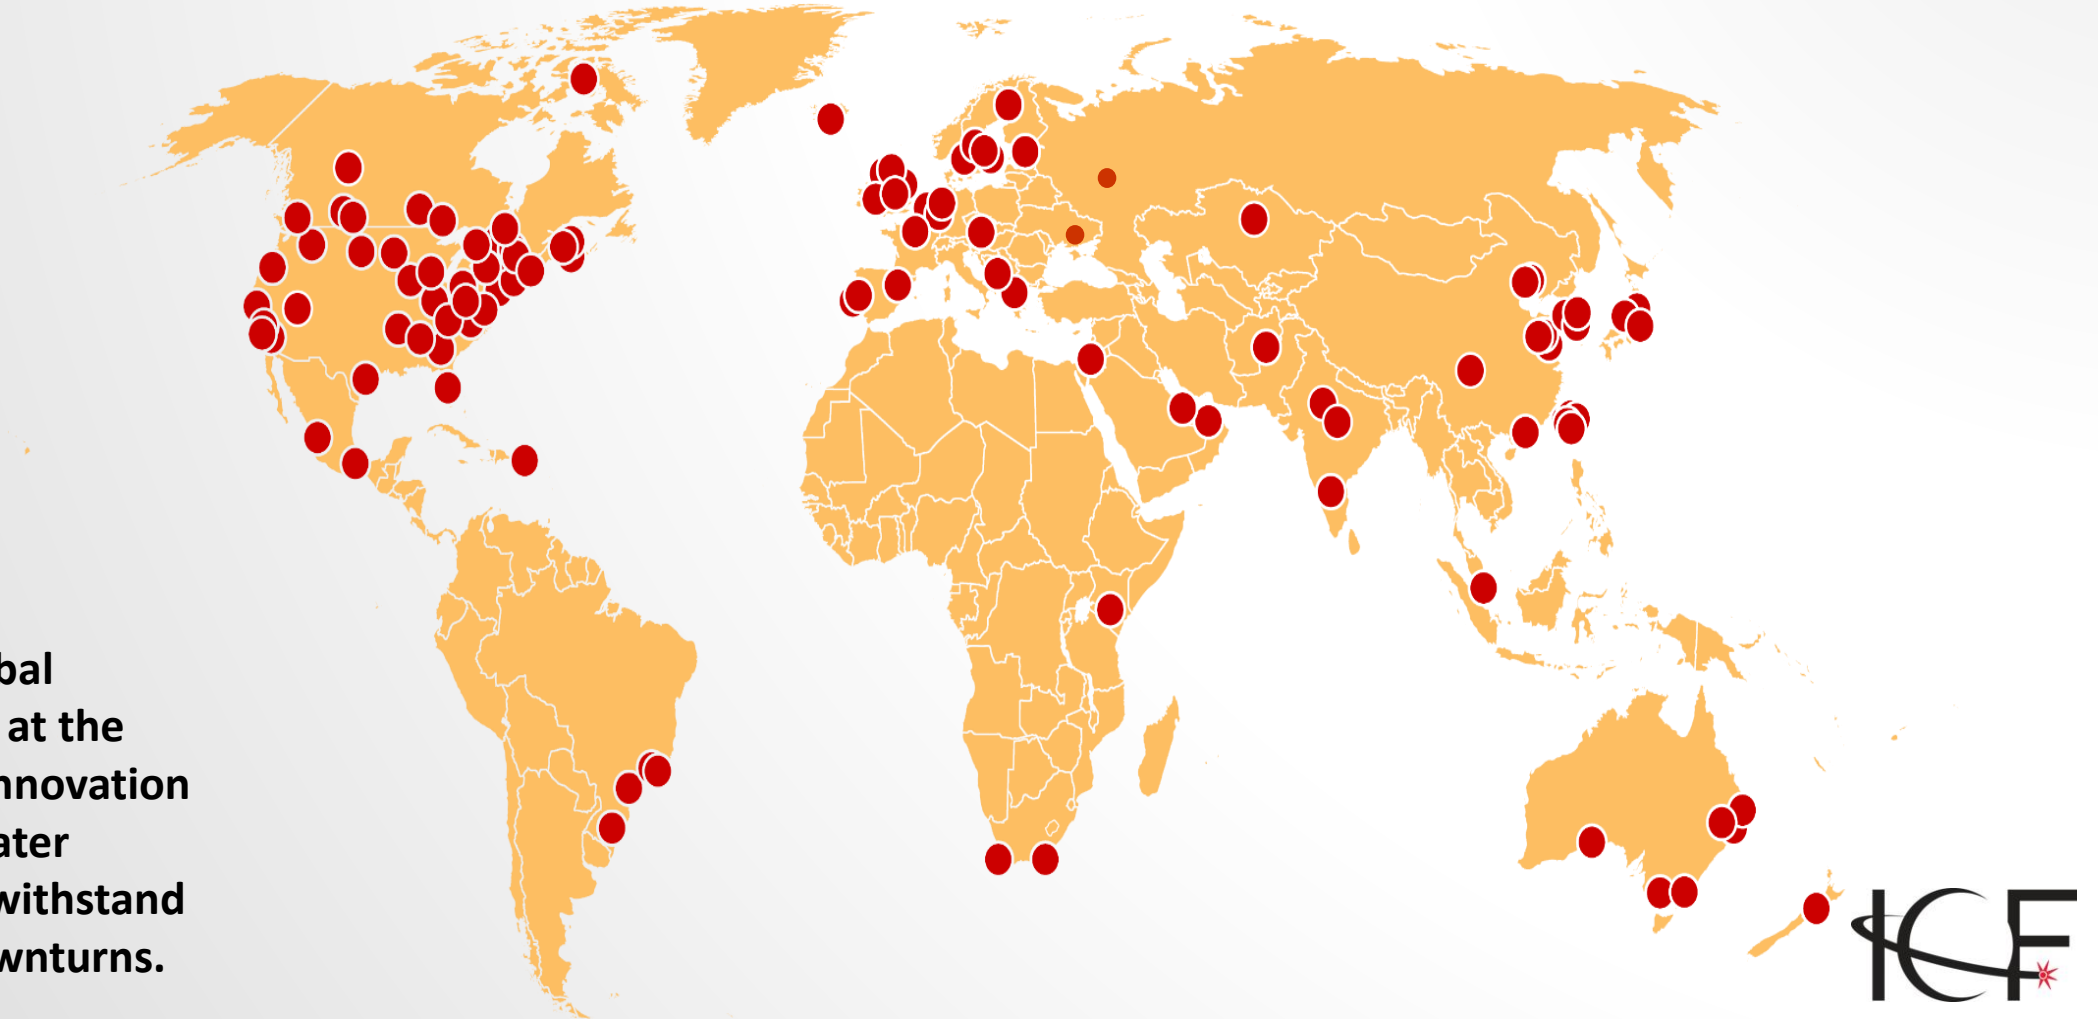 bal
at the
nnovation
ater
withstand
wnturns.
ICF